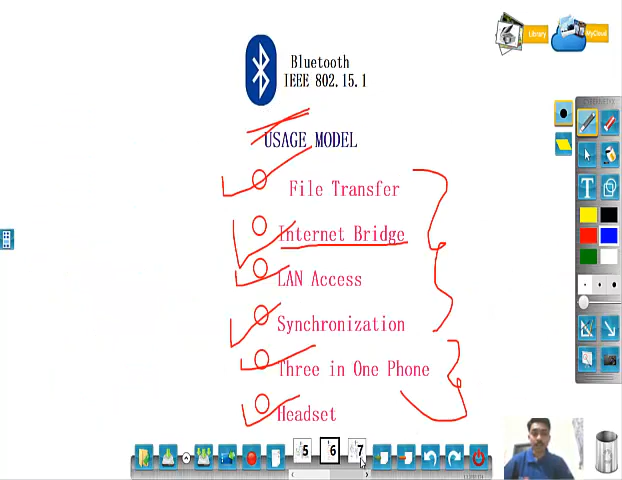 Bluetooth
IEEE 802.15.1
USAGE MODEL
File Transfer
Internet Bridge
LAN Access
Synchronization
Three in One Phone
Headset
Library
MyCloud
T
5
6
7